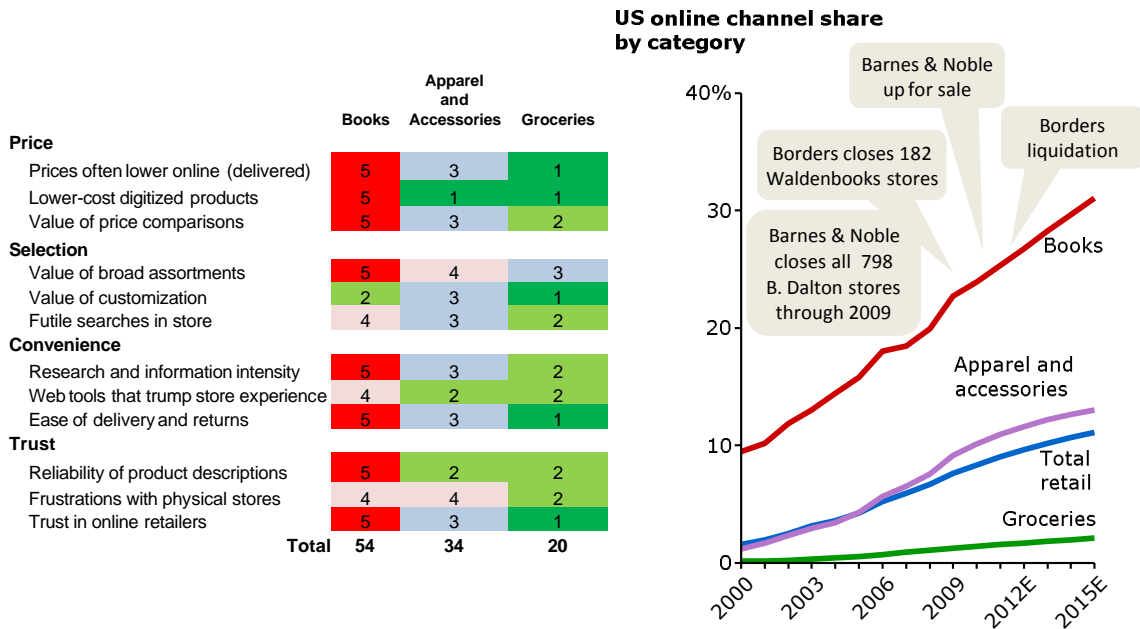 US online channel share
by category
Apparel
and
Books Accessories Groceries
Price
Prices often lower online (delivered) 5 3 1
Lower-cost digitized products 5 1 1
Value of price comparisons 5 3 2
Selection
Value of broad assortments 5 4 3
Value of customization 2 3 1
Futile searches in store 4 3 2
Convenience
Research and information intensity 5 3 2
Web tools that trump store experience 4 2 2
Ease of delivery and returns 5 3 1
Trust
Reliability of product descriptions 5 2 2
Frustrations with physical stores 4 4 2
Trust in online retailers 5 3 1
Total 54 34 20
40%
30
20
10
0
Barnes & Noble
up for sale
Borders
liquidation
Borders closes 182
Waldenbooks stores
Barnes & Noble
closes all 798
B. Dalton stores
through 2009
Books
Apparel and
accessories
Total
retail
Groceries
2000
2003
2006
2009
2012E
2015E